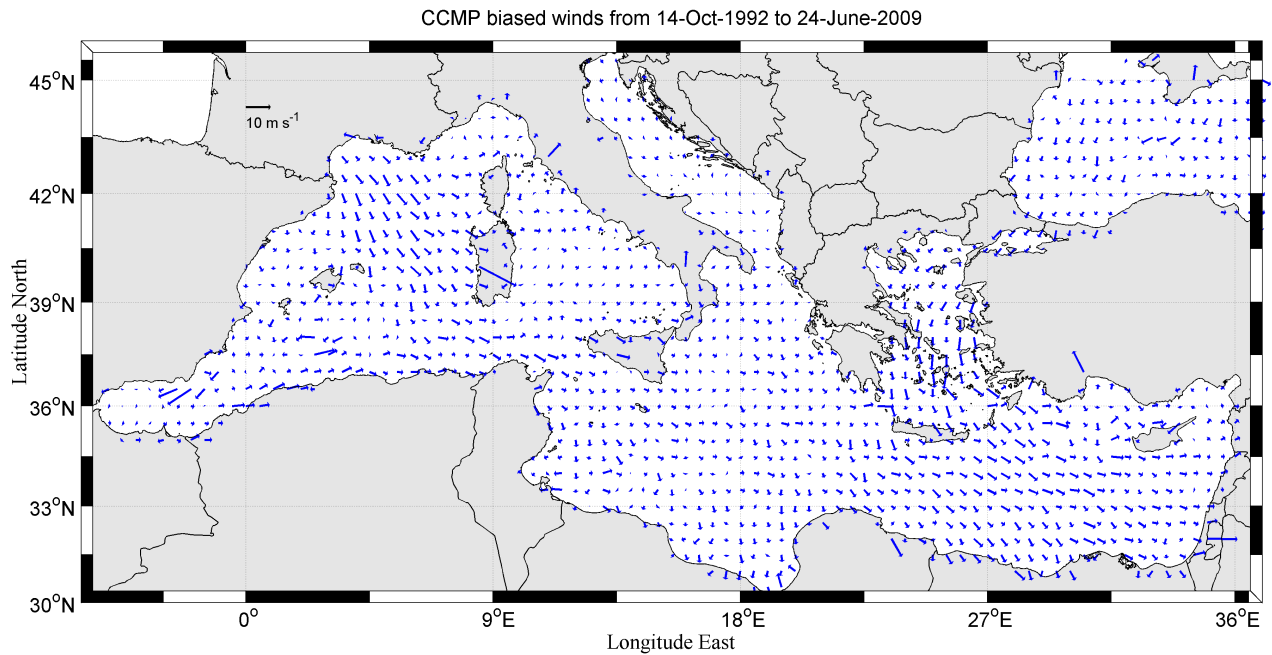 CCMP biased winds from 14-Oct-1992 to 24-June-2009
45°N
10 m s⁻¹
42°N
39°N
36°N
33°N
30°N
Latitude North
0°
9°E
18°E
27°E
36°E
Longitude East